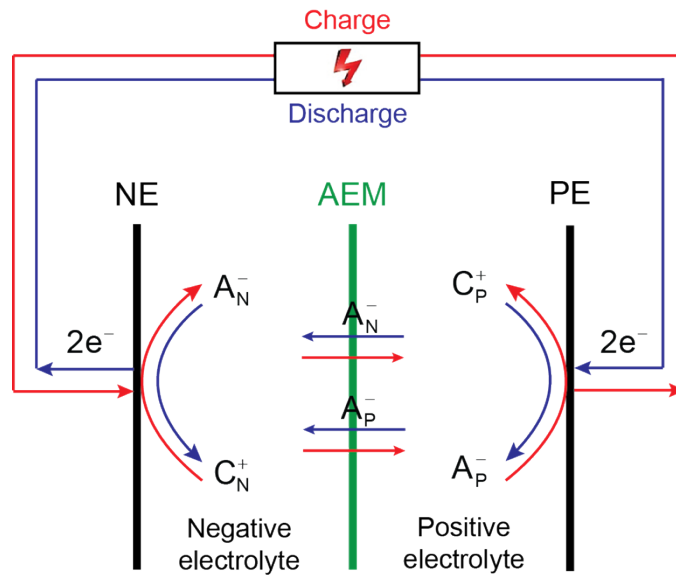 Charge
Discharge
NE
AEM
PE
A_N^-
C_P^+
A_N^-
2e^-
2e^-
A_P^-
C_N^+
A_P^-
Negative
electrolyte
Positive
electrolyte